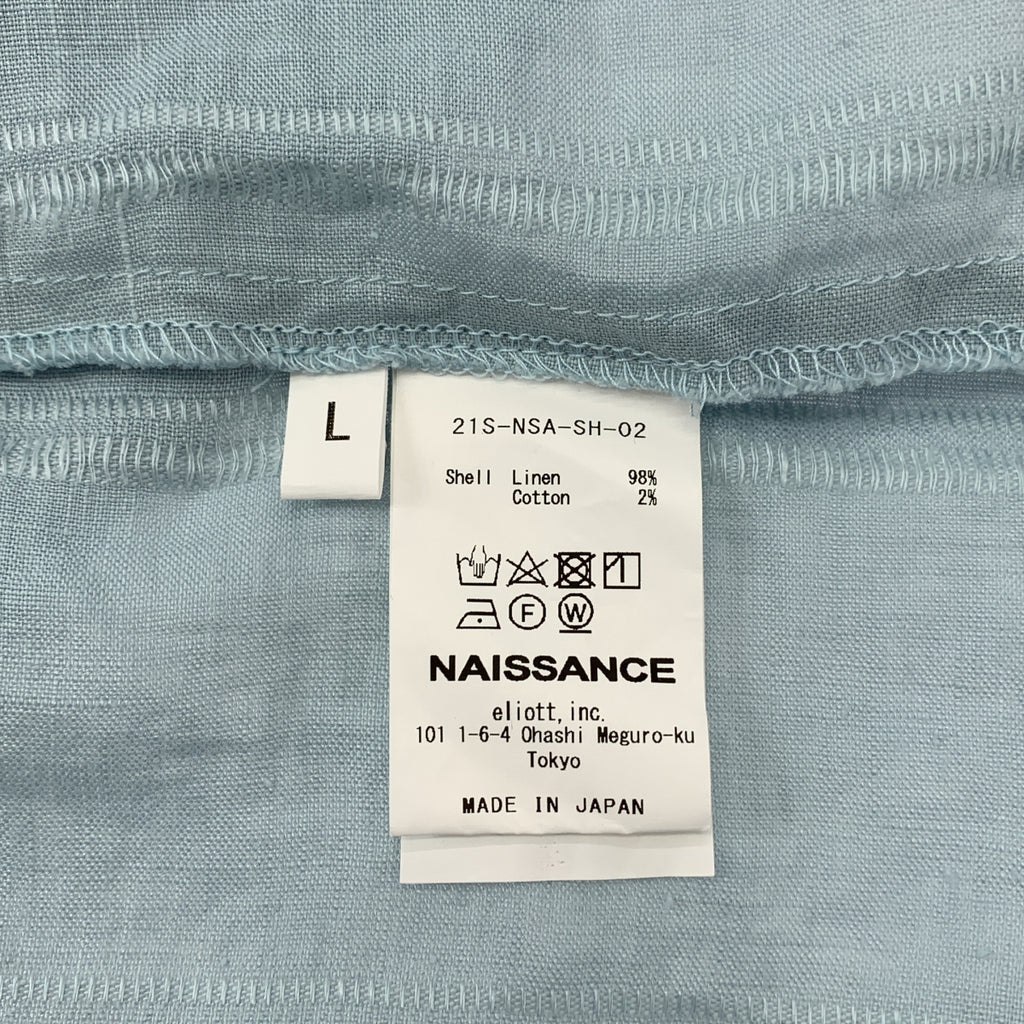 L
21S-NSA-SH-02
Shell Linen 98%
Cotton 2%
F W
NAISSANCE
eliott, inc.
101 1-6-4 Ohashi Meguro-ku
Tokyo
MADE IN JAPAN